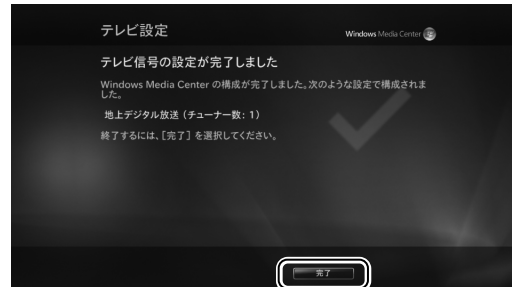 テレビ設定
Windows Media Center
テレビ信号の設定が完了しました
Windows Media Center の構成が完了しました。次のような設定で構成されま
した。
地上デジタル放送（チューナー数：1）
終了するには、［完了］を選択してください。
完了